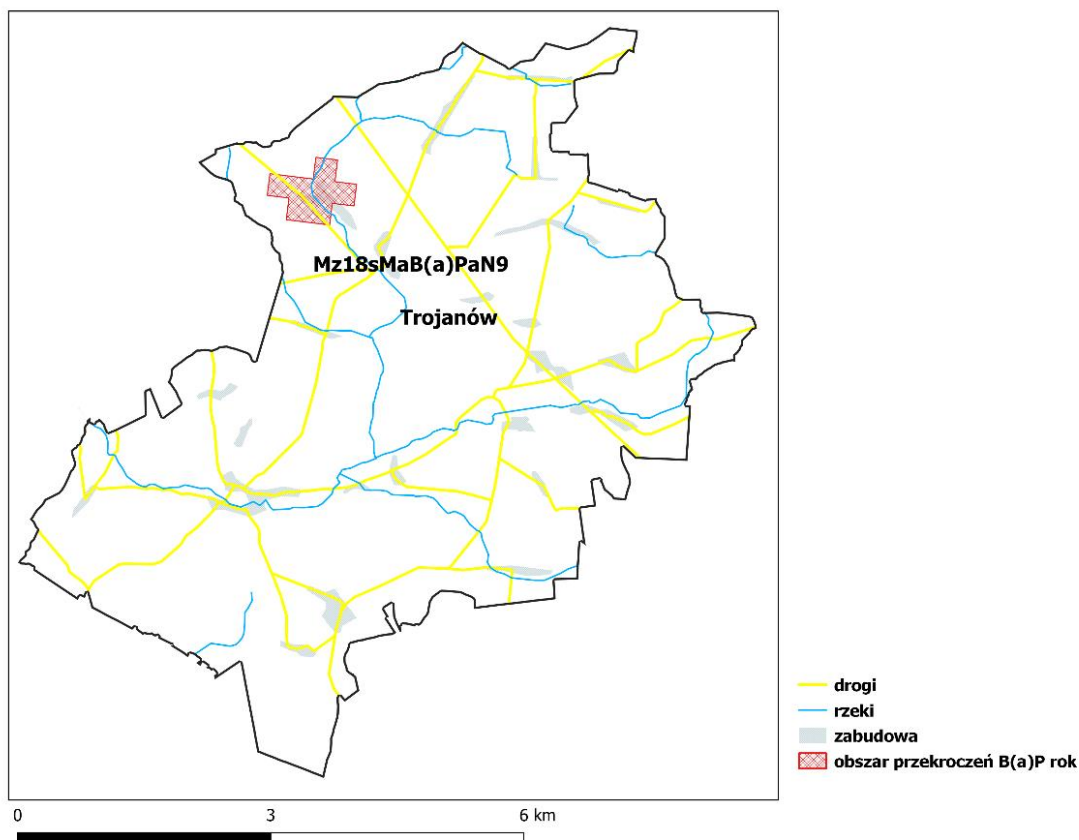 Mz18sMaB(a)PaN9
Trojanów
drogi
rzeki
zabudowa
obszar przekroczeń B(a)P rok
0 3 6 km